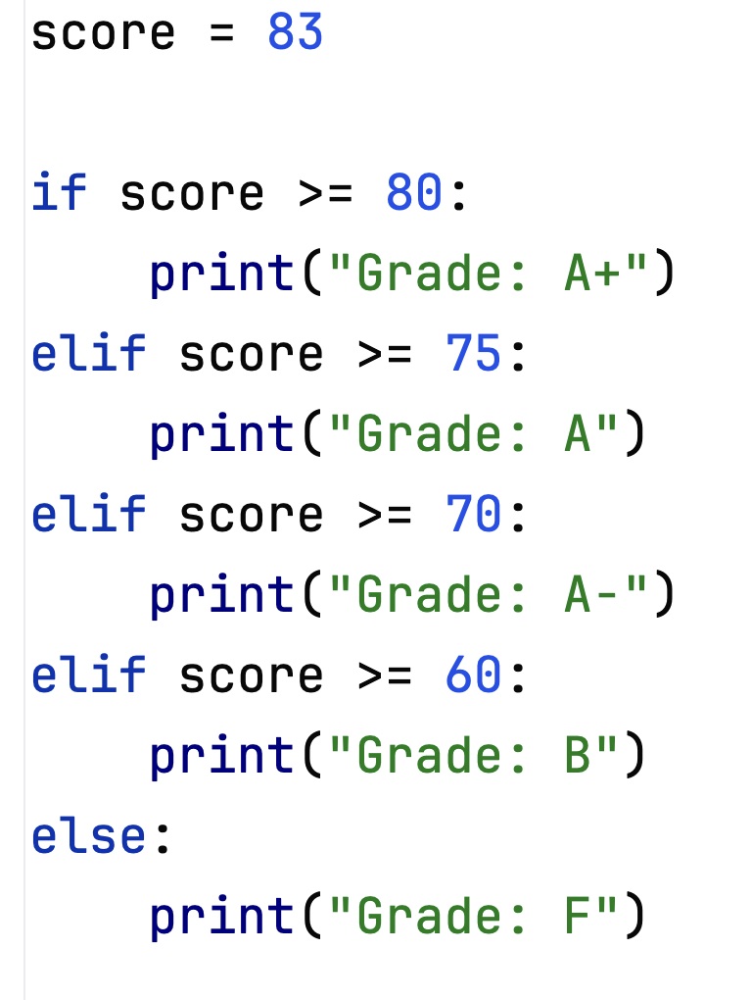 score = 83
if score >= 80:
    print("Grade: A+")
elif score >= 75:
    print("Grade: A")
elif score >= 70:
    print("Grade: A-")
elif score >= 60:
    print("Grade: B")
else:
    print("Grade: F")